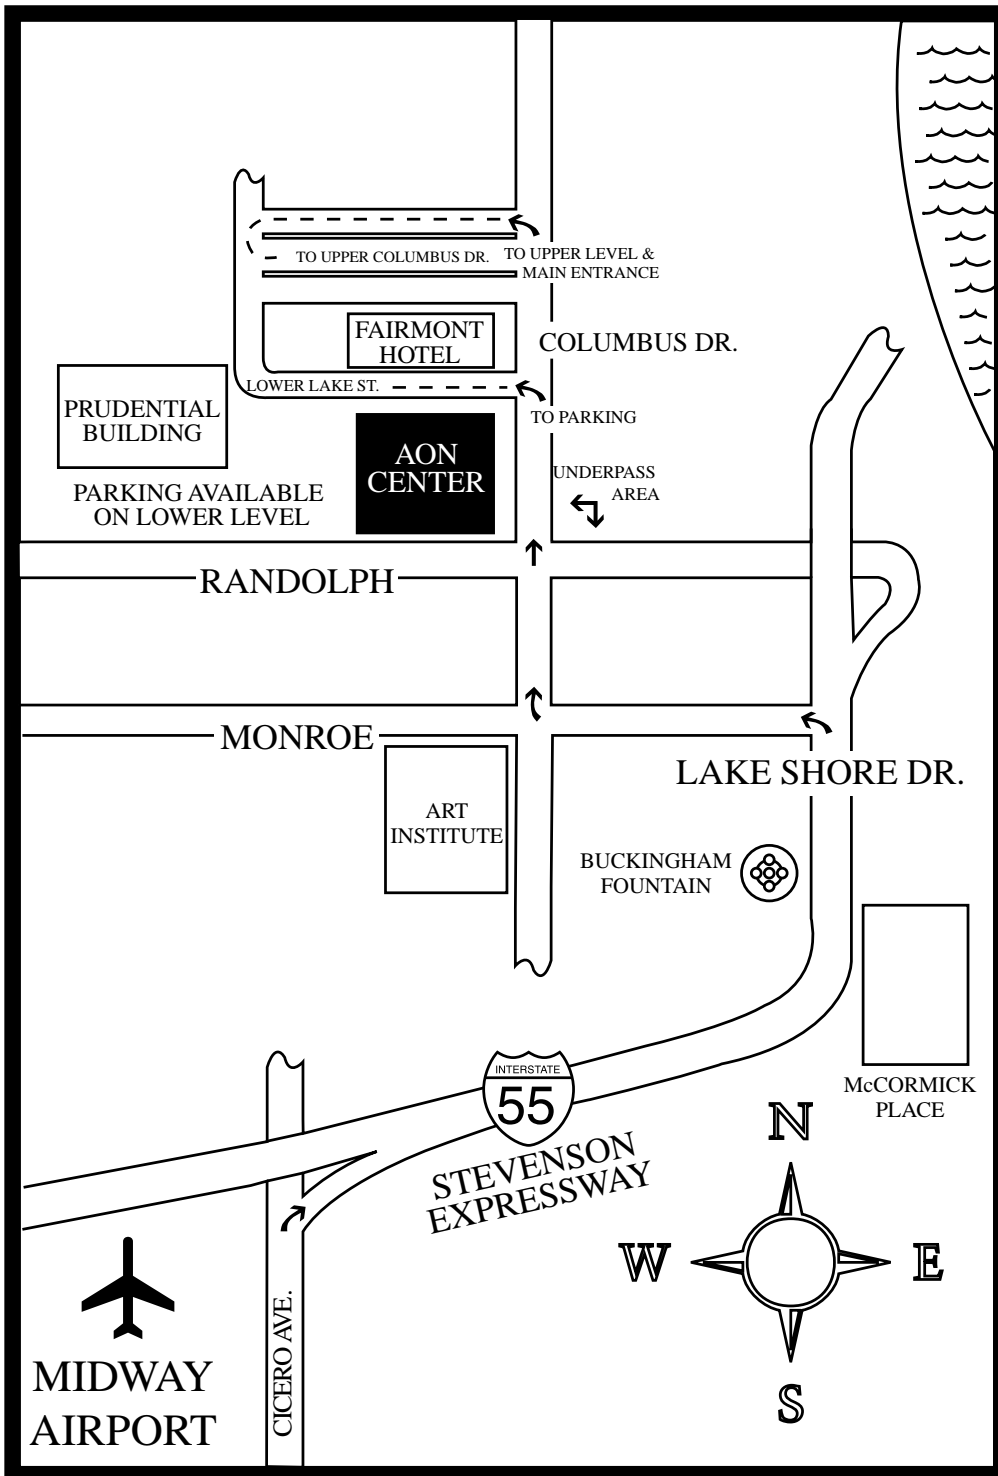 TO UPPER COLUMBUS DR.
TO UPPER LEVEL &
MAIN ENTRANCE
FAIRMONT
HOTEL
COLUMBUS DR.
LOWER LAKE ST.
PRUDENTIAL
BUILDING
TO PARKING
AON
CENTER
UNDERPASS
AREA
PARKING AVAILABLE
ON LOWER LEVEL
RANDOLPH
MONROE
LAKE SHORE DR.
ART
INSTITUTE
BUCKINGHAM
FOUNTAIN
INTERSTATE
55
McCORMICK
PLACE
STEVENSON
EXPRESSWAY
N
W
E
S
CICERO AVE.
MIDWAY
AIRPORT